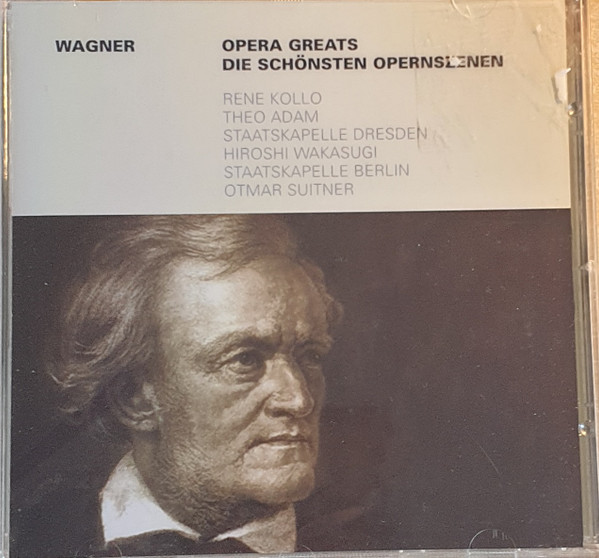 WAGNER
OPERA GREATS
DIE SCHÖNSTEN OPERNSZENEN
RENE KOLLO
THEO ADAM
STAATSKAPELLE DRESDEN
HIROSHI WAKASUGI
STAATSKAPELLE BERLIN
OTMAR SUITNER